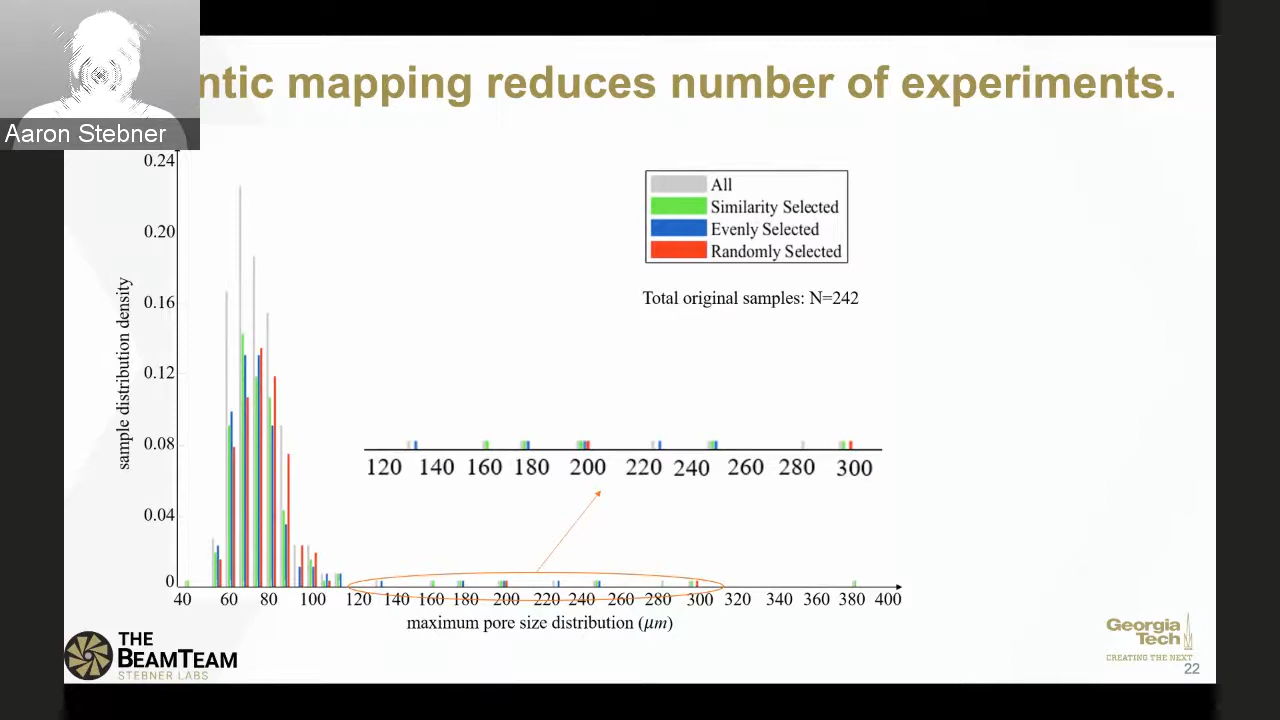 ntic mapping reduces number of experiments.
Aaron Stebner
0.24
0.20
0.16
0.12
0.08
0.04
0
sample distribution density
All
Similarity Selected
Evenly Selected
Randomly Selected
Total original samples: N=242
120 140 160 180 200 220 240 260 280 300
40 60 80 100 120 140 160 180 200 220 240 260 280 300 320 340 360 380 400
maximum pore size distribution (μm)
THE
BEAMTEAM
STEBNER LABS
Georgia
Tech
CREATING THE NEXT
22